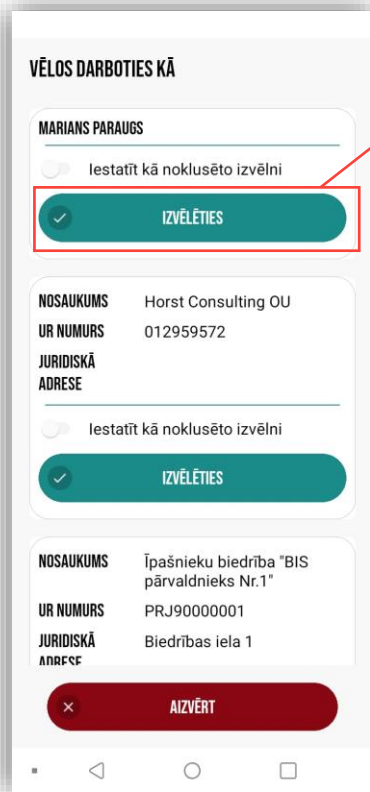 VĒLOS DARBOTIES KĀ
MARIANS PARAUGS
Iestatīt kā noklusēto izvēlni
IZVĒLĒTIES
NOSAUKUMS Horst Consulting OU
UR NUMURS 012959572
JURIDISKĀ
ADRESE
Iestatīt kā noklusēto izvēlni
IZVĒLĒTIES
NOSAUKUMS Īpašnieku biedrība "BIS
pārvaldnieks Nr.1"
UR NUMURS PRJ90000001
JURIDISKĀ Biedrības iela 1
ADRESE
AIZVĒRT